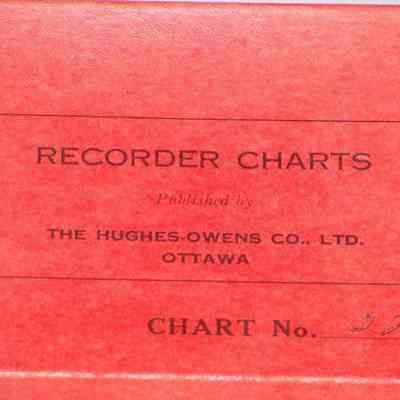 RECORDER CHARTS
Published by
THE HUGHES-OWENS CO., LTD.
OTTAWA
CHART No.